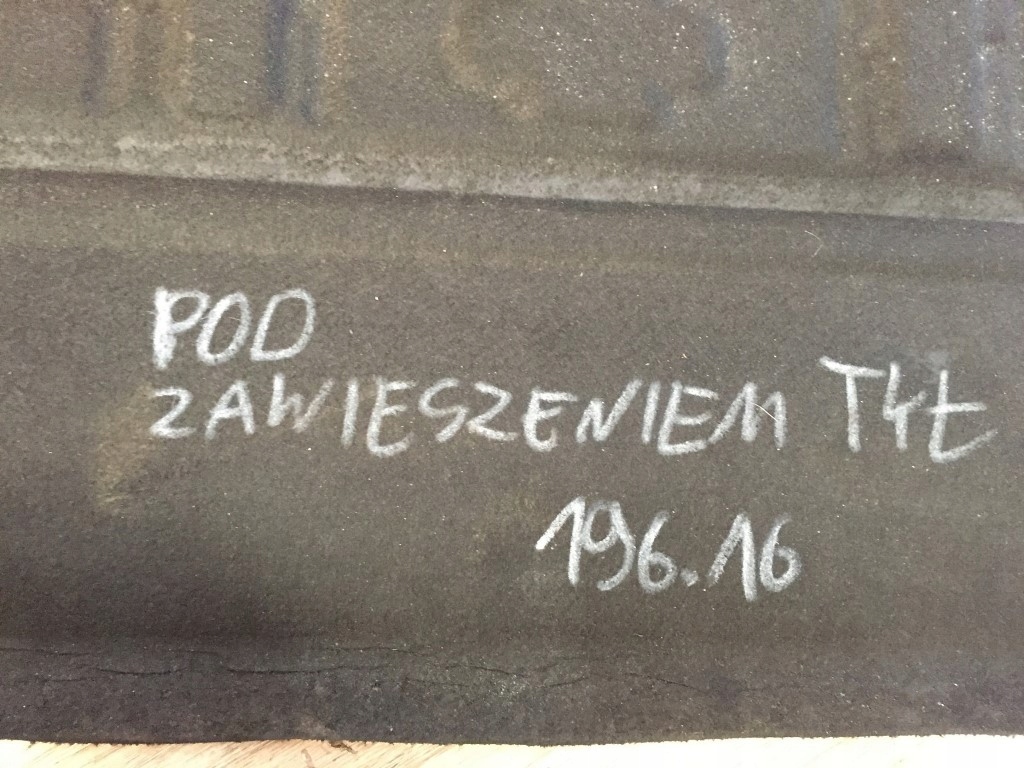 POD
ZAWIESZENIEM TYŁ
196.16